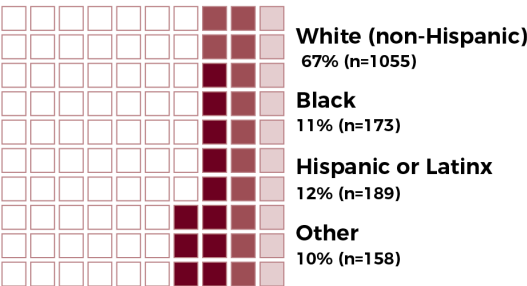 White (non-Hispanic)
67% (n=1055)
Black
11% (n=173)
Hispanic or Latinx
12% (n=189)
Other
10% (n=158)